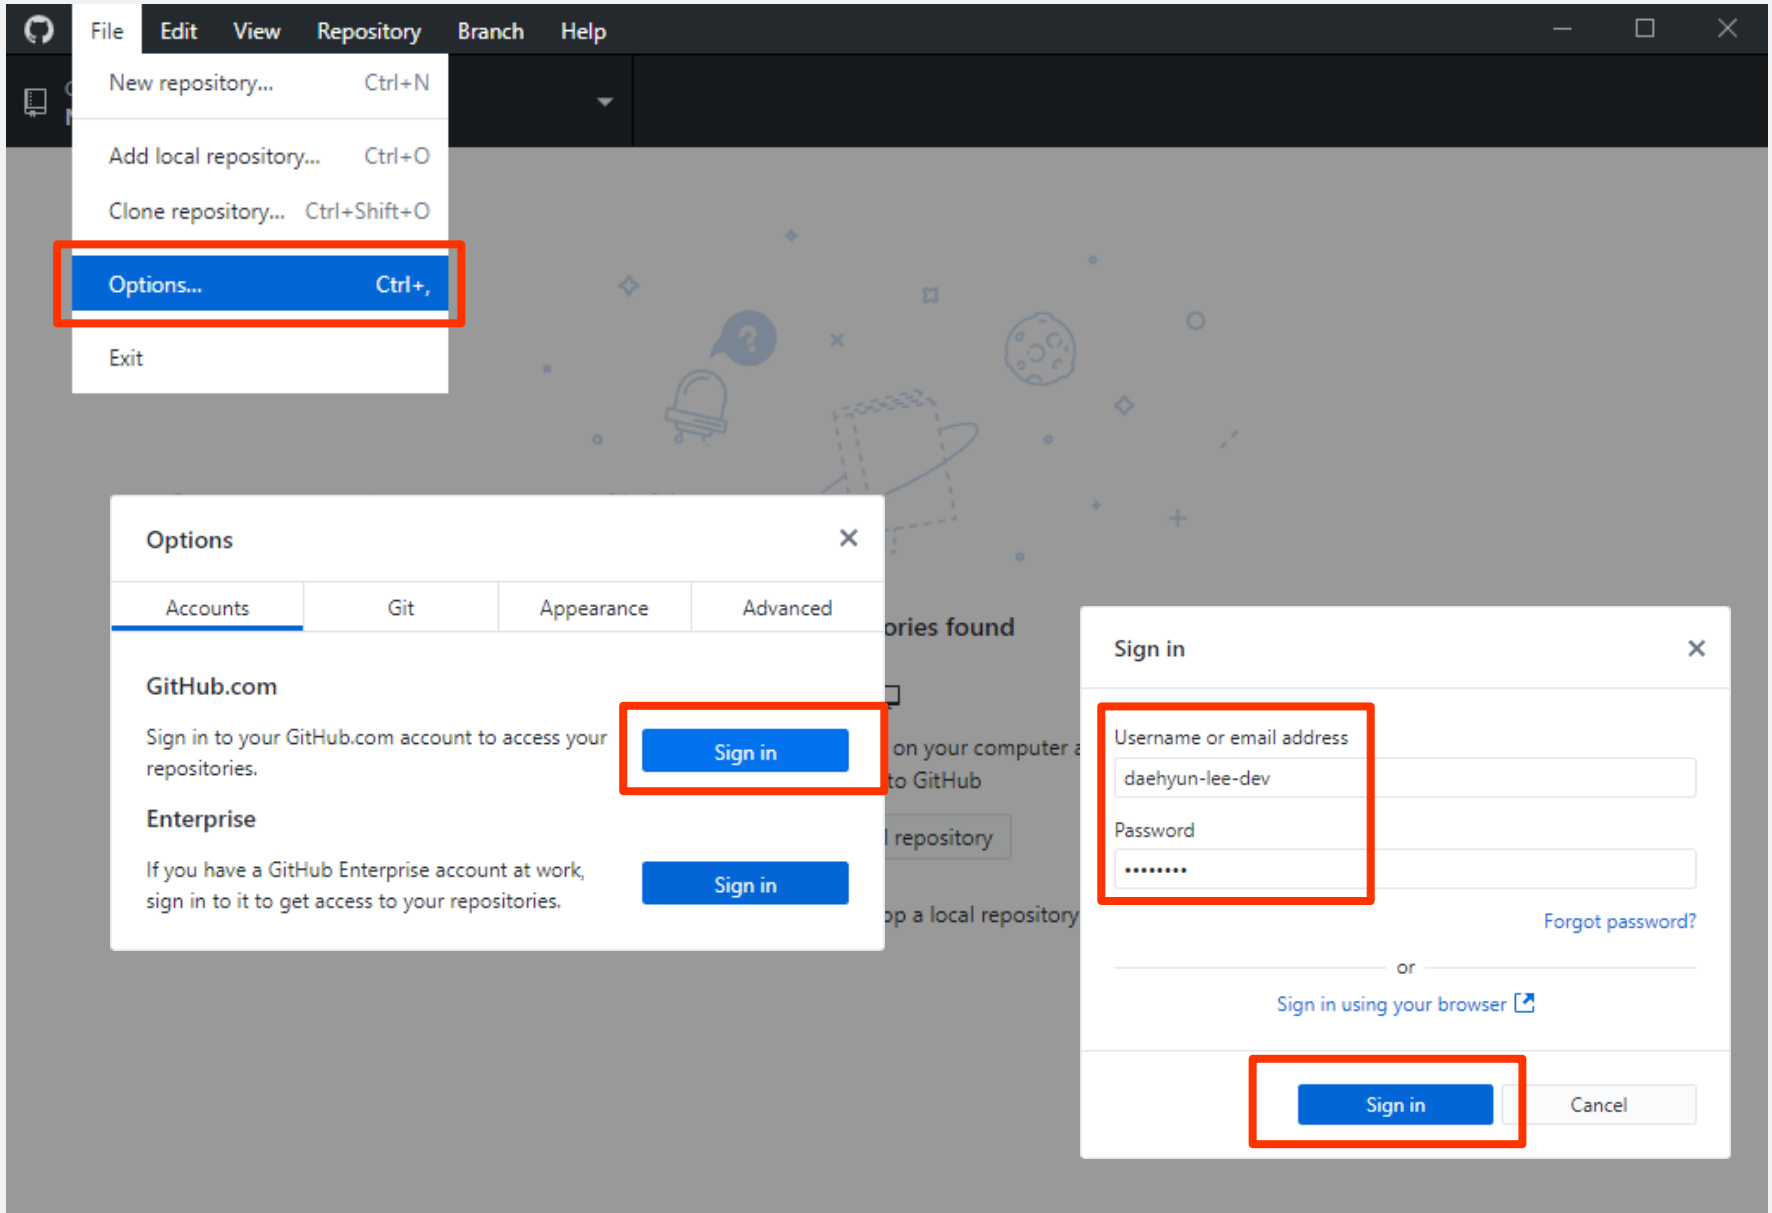 File Edit View Repository Branch Help
New repository... Ctrl+N
Add local repository... Ctrl+O
Clone repository... Ctrl+Shift+O
Options... Ctrl+,
Exit
?
Options
Accounts Git Appearance Advanced
GitHub.com
Sign in to your GitHub.com account to access your
repositories.
Sign in
Enterprise
If you have a GitHub Enterprise account at work,
sign in to it to get access to your repositories.
Sign in
ories found
on your computer
to GitHub
repository
op a local repository
Sign in
Username or email address
daehyun-lee-dev
Password
••••••••
Forgot password?
or
Sign in using your browser
Sign in Cancel